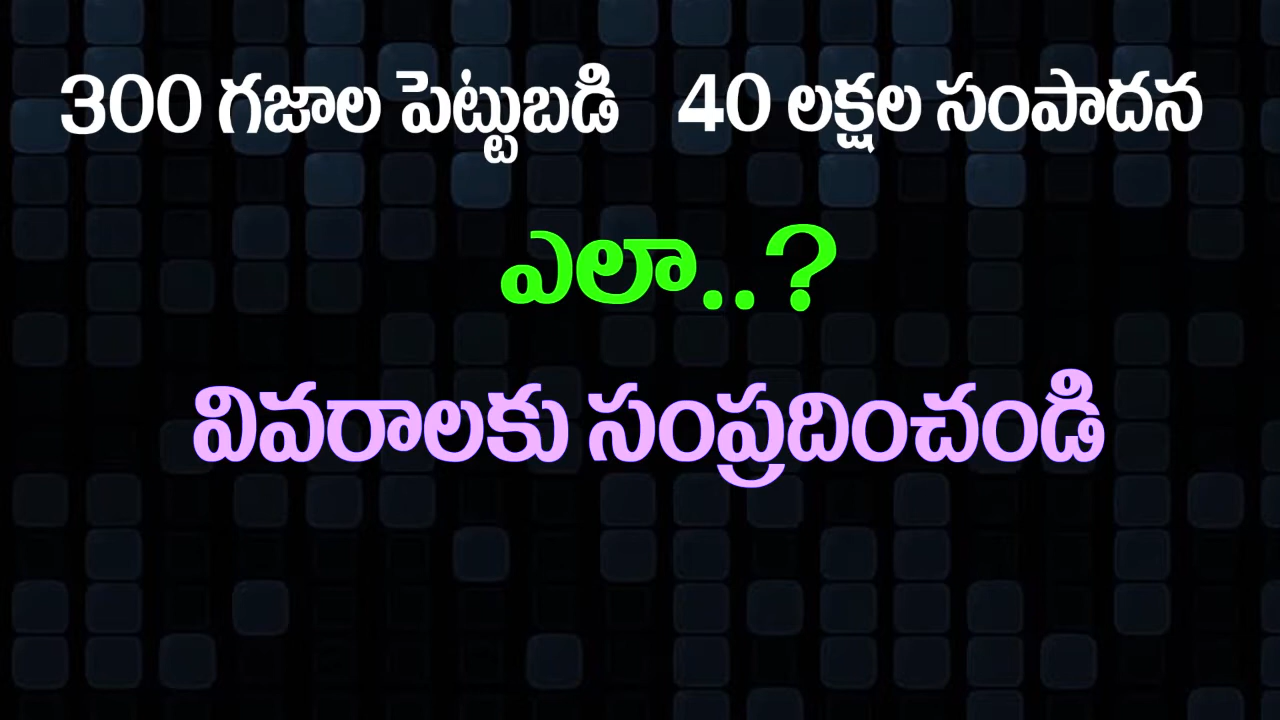 300 గజాల పెట్టుబడి 40 లక్షల సంపాదన
ఎలా..?
వివరాలకు సంప్రదించండి